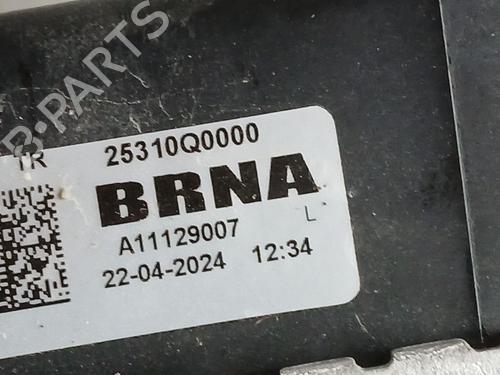 B-PARTS
TR 25310Q0000
BRNA
A11129007 L
22-04-2024 12:34